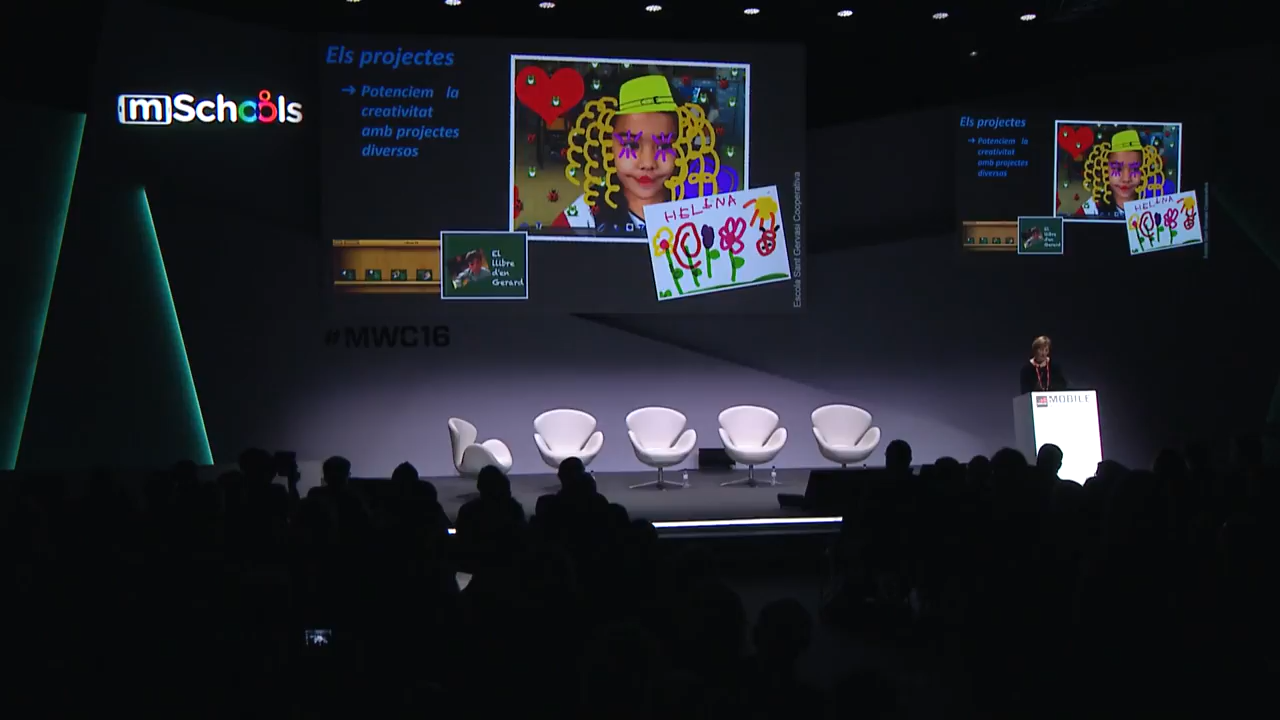 mSchools
Els projectes
→ Potenciem la
creativitat
amb projectes
diversos
HELINA
El
llibre
d'en
Gerard
Escola Sant Gervasi Cooperativa
#MWC16
Els projectes
→ Potenciem la
creativitat
amb projectes
diversos
HELINA
MOBILE